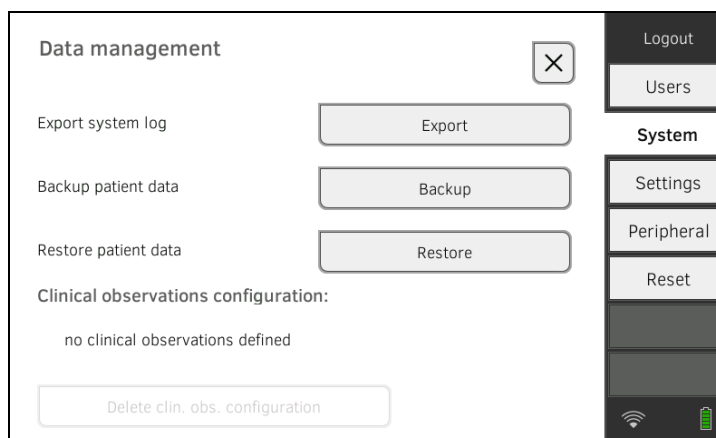 Data management
Export system log
Export
Backup patient data
Backup
Restore patient data
Restore
Clinical observations configuration:
no clinical observations defined
Delete clin. obs. configuration
Logout
Users
System
Settings
Peripheral
Reset